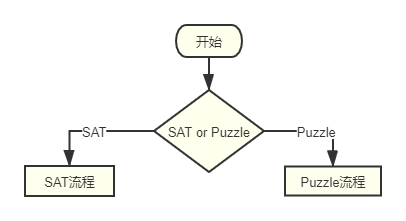 开始
SAT or Puzzle
SAT
Puzzle
SAT流程
Puzzle流程